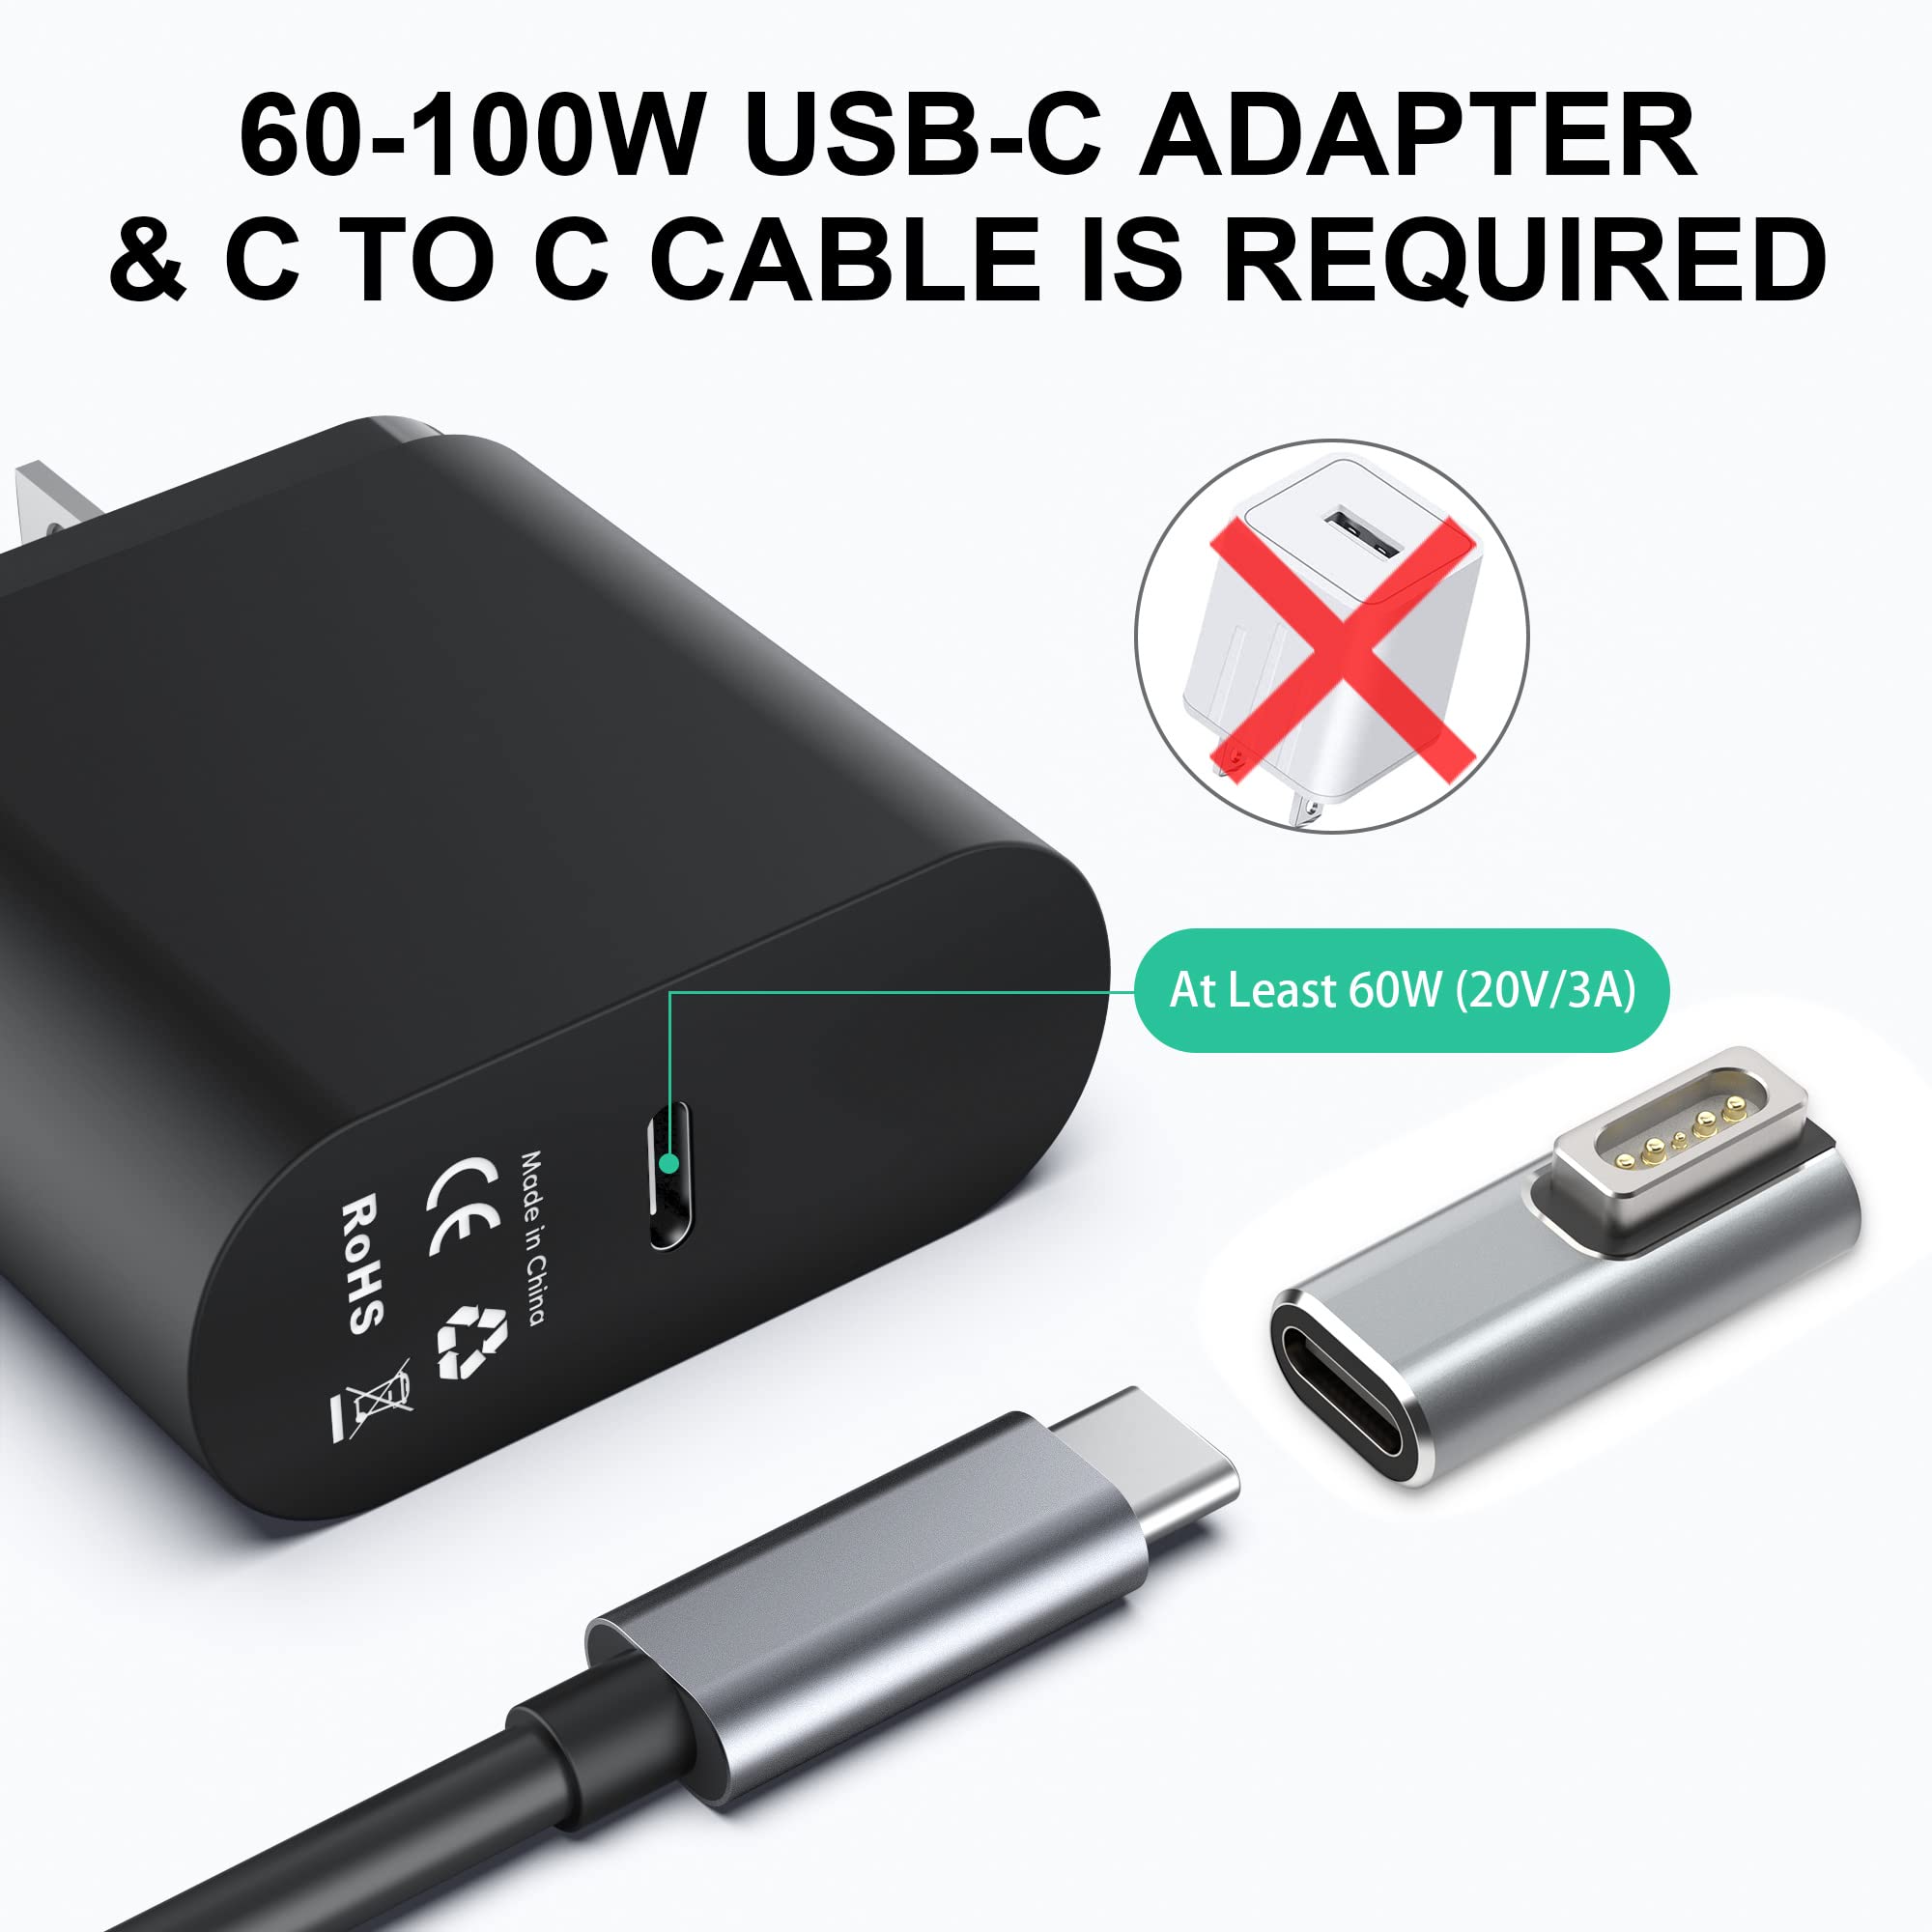 60-100W USB-C ADAPTER
& C TO C CABLE IS REQUIRED
At Least 60W (20V/3A)
Made in China
CE
RoHS